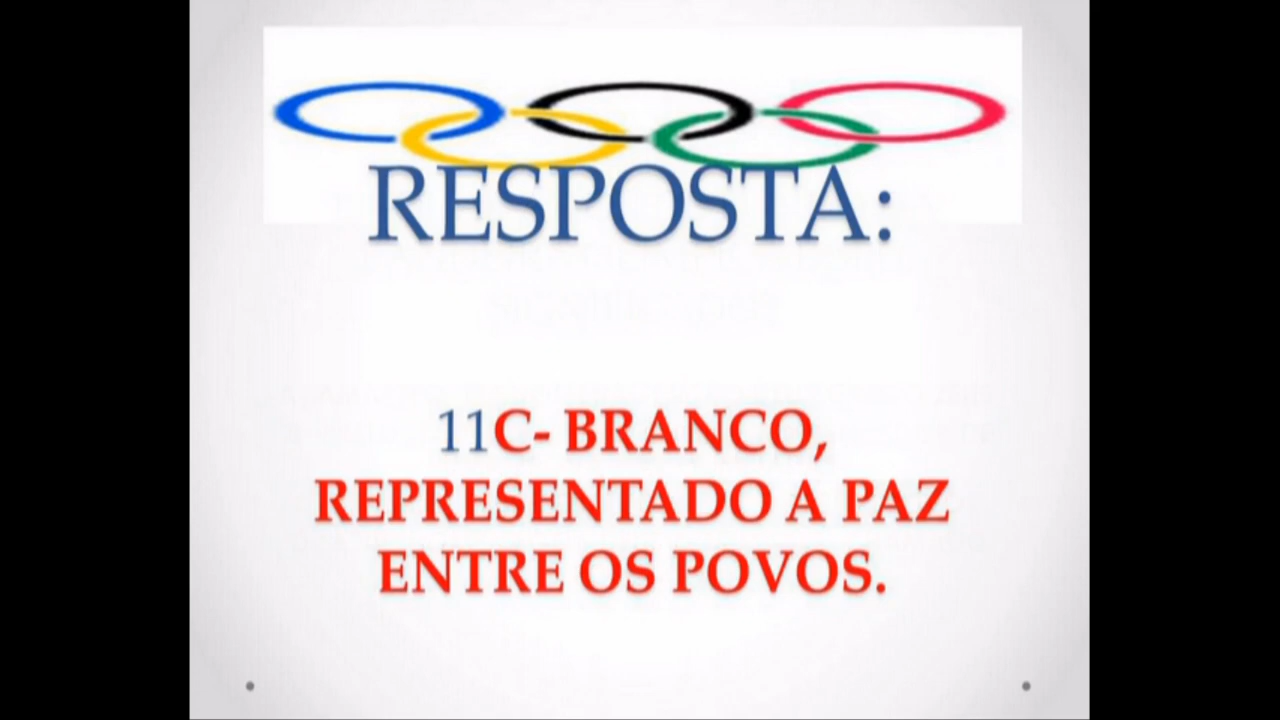 RESPOSTA:
11C- BRANCO,
REPRESENTADO A PAZ
ENTRE OS POVOS.